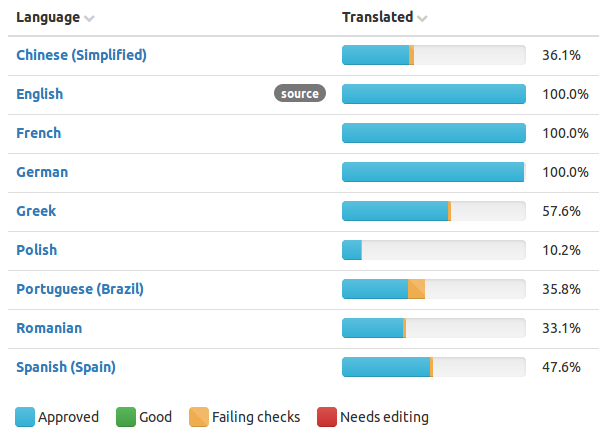 Language Translated
Chinese (Simplified) 36.1%
English source 100.0%
French 100.0%
German 100.0%
Greek 57.6%
Polish 10.2%
Portuguese (Brazil) 35.8%
Romanian 33.1%
Spanish (Spain) 47.6%
Approved Good Failing checks Needs editing